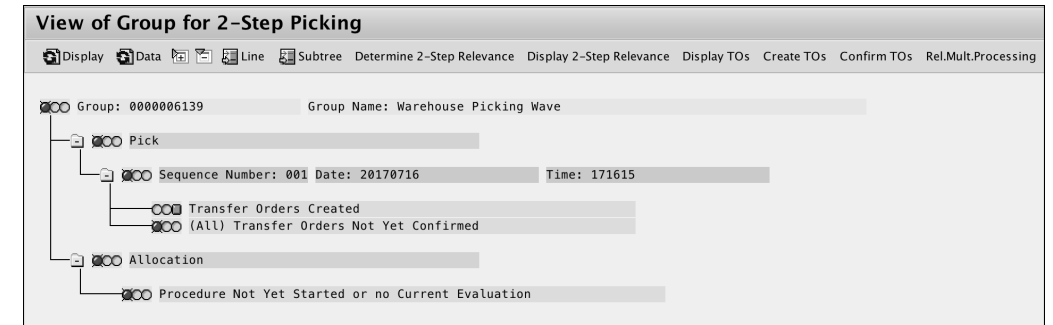 View of Group for 2-Step Picking
Display Data Line Subtree Determine 2-Step Relevance Display 2-Step Relevance Display TOs Create TOs Confirm TOs Rel.Mult.Processing
Group: 0000006139 Group Name: Warehouse Picking Wave
Pick
Sequence Number: 001 Date: 20170716 Time: 171615
Transfer Orders Created
(All) Transfer Orders Not Yet Confirmed
Allocation
Procedure Not Yet Started or no Current Evaluation